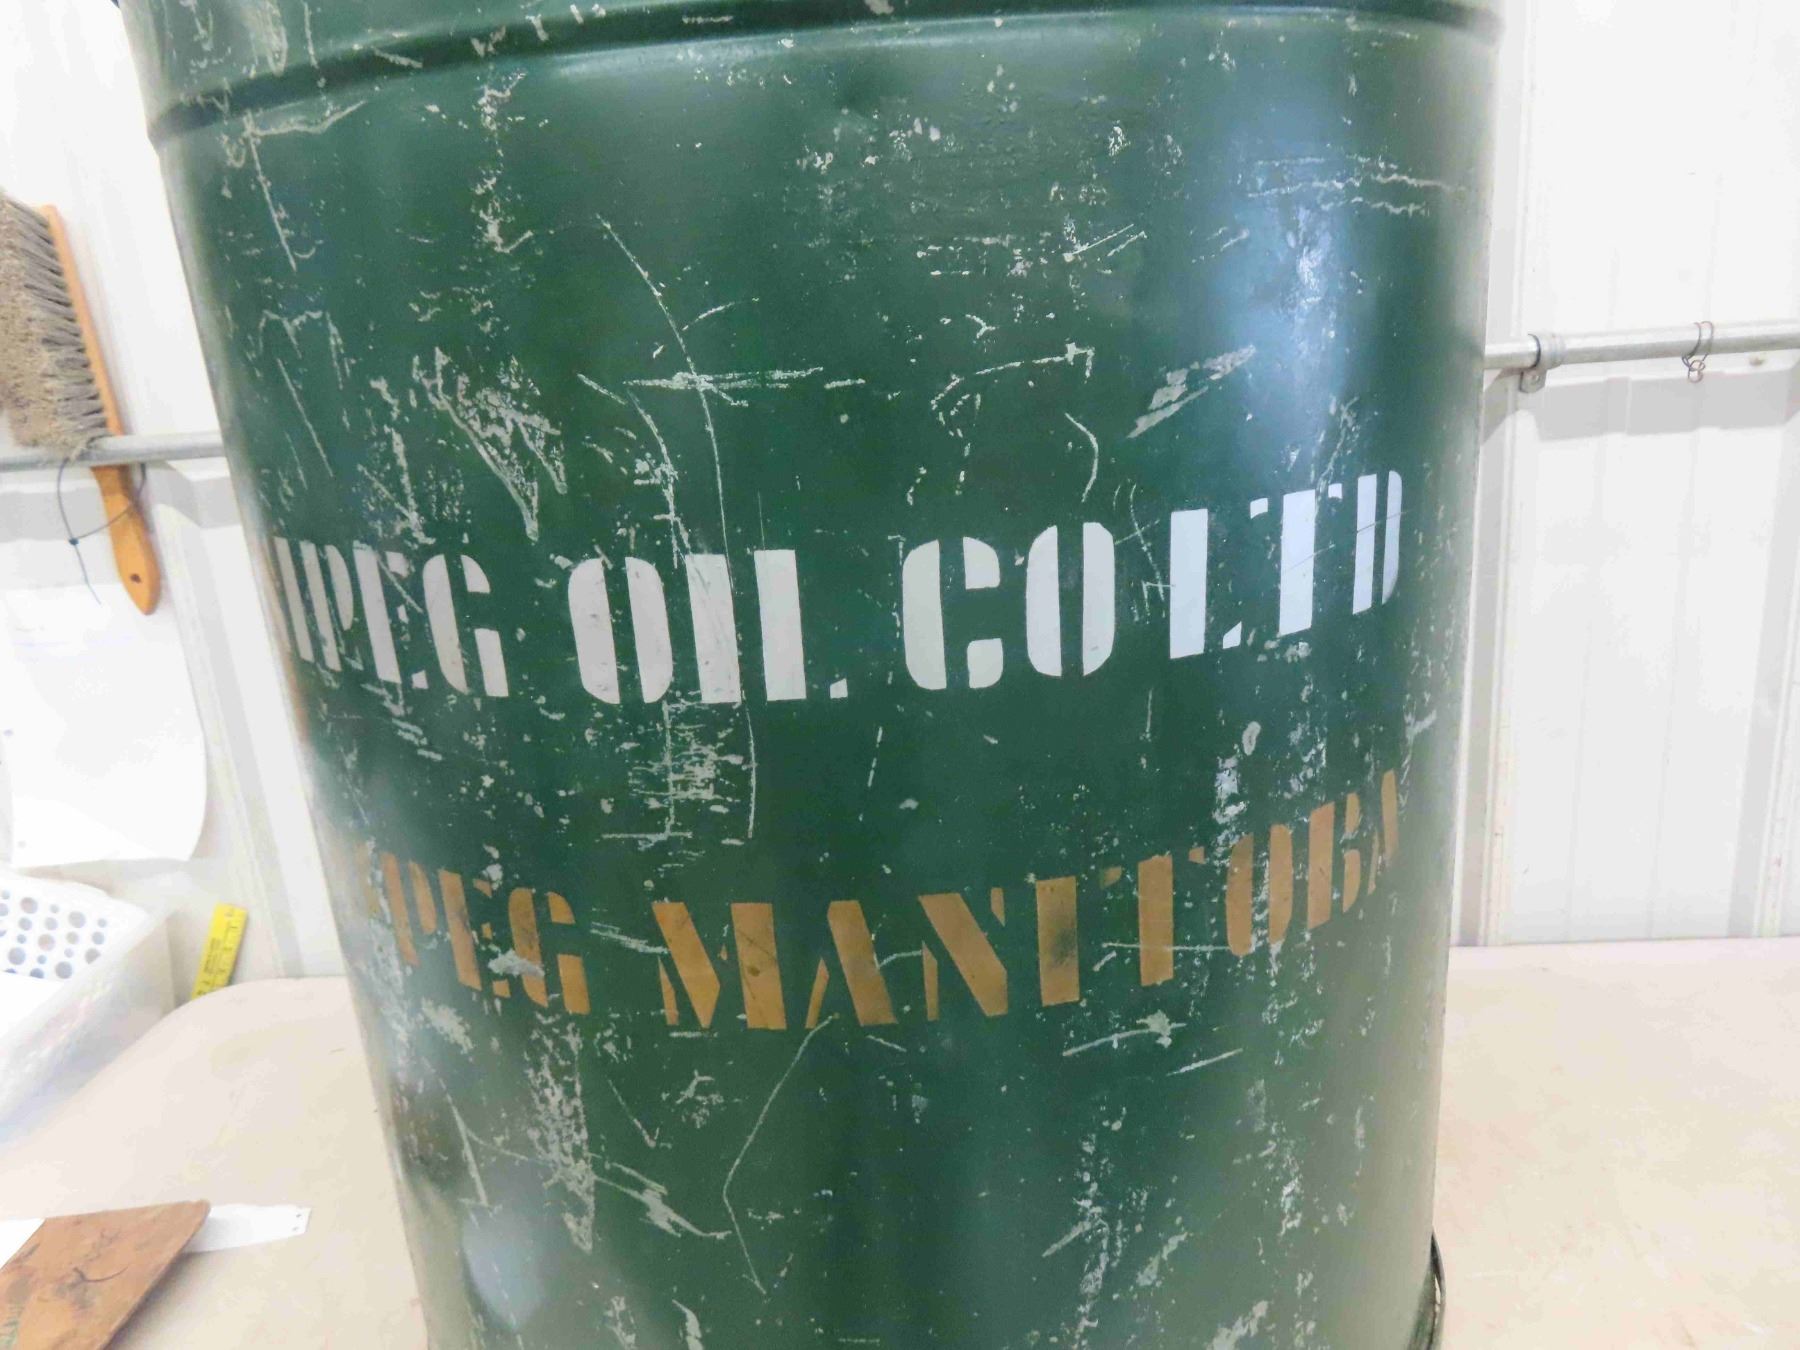 IPEG OIL CO LTD
PEG MANITOBA